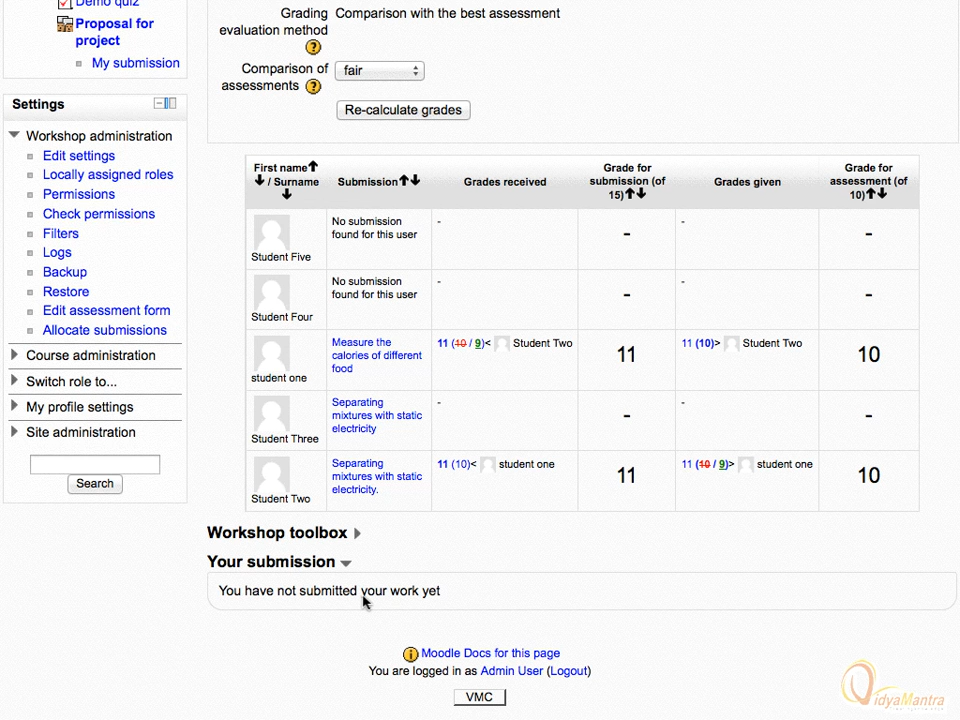 Demo quiz
Proposal for
project
My submission
Settings
Workshop administration
Edit settings
Locally assigned roles
Permissions
Check permissions
Filters
Logs
Backup
Restore
Edit assessment form
Allocate submissions
Course administration
Switch role to...
My profile settings
Site administration
Search
Grading
evaluation method
Comparison with the best assessment
Comparison of
assessments
fair
Re-calculate grades
First name
/ Surname
Submission
Grades received
Grade for
submission (of
15)
Grades given
Grade for
assessment (of
10)
Student Five
No submission
found for this user
- - - -
Student Four
No submission
found for this user
- - - -
student one
Measure the
calories of different
food
11 (10 / 9)< Student Two
11
11 (10)> Student Two
10
Student Three
Separating
mixtures with static
electricity
- - - -
Student Two
Separating
mixtures with static
electricity.
11 (10)< student one
11
11 (10 / 9)> student one
10
Workshop toolbox
Your submission
You have not submitted your work yet
Moodle Docs for this page
You are logged in as Admin User (Logout)
VMC
VidyaMantra